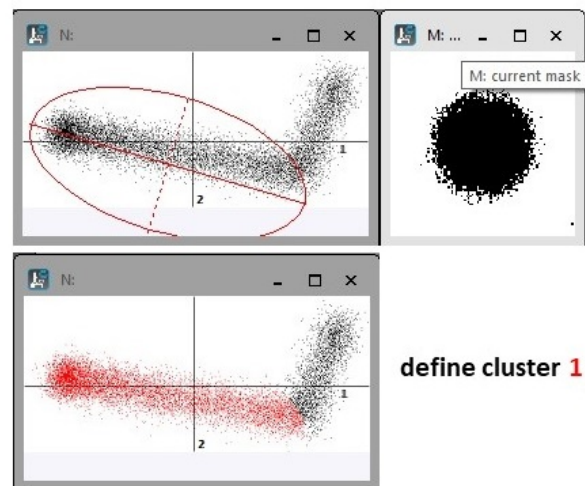 N:
M: ...
M: current mask
1
2
N:
1
2
define cluster 1